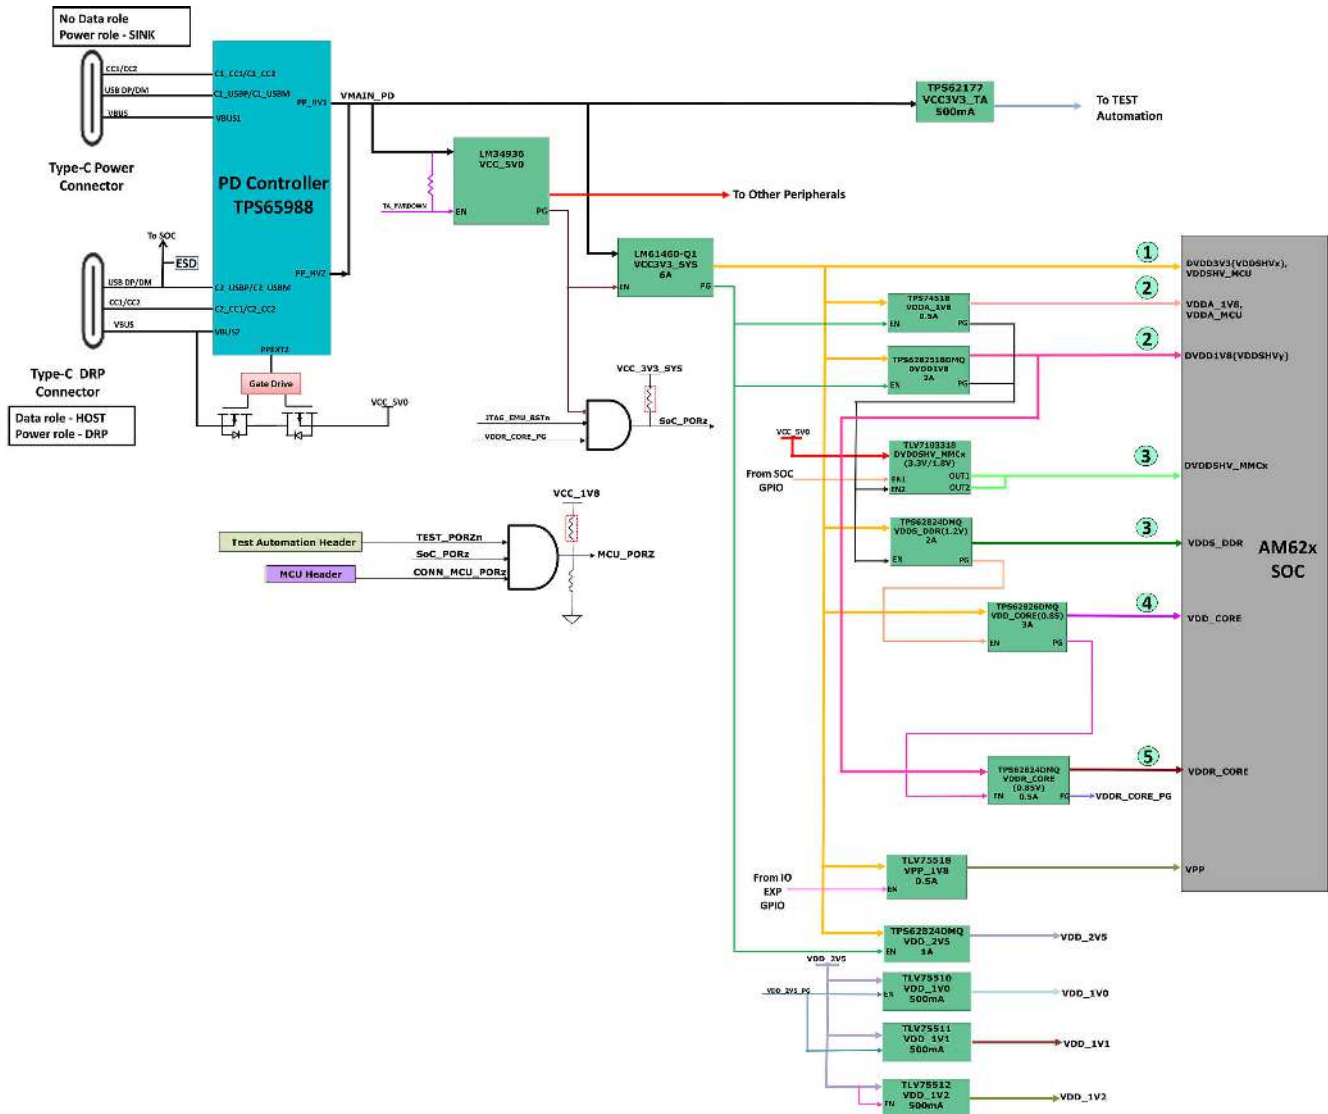 No Data role
Power role - SINK
CC1/CC2
USB DP/DM
VBUS
Type-C Power
Connector
C1_CC1/C1_CC2
C1_USBP/C1_USBM
PP_HV1
VBUS1
PD Controller
TPS65988
PP_HV2
C2_USBP/C2_USBM
C2_CC1/C2_CC2
VBUS2
PPEXT2
To SOC
ESD
USB DP/DM
CC1/CC2
VBUS
Type-C DRP
Connector
Data role - HOST
Power role - DRP
Gate Drive
VCC_5V0
VMAIN_PD
TPS62177
VCC3V3_TA
500mA
To TEST
Automation
LM34936
VCC_5V0
TA_PWRDOWN
EN
PG
To Other Peripherals
LM61460-Q1
VCC3V3_SYS
6A
EN
PG
VCC_3V3_SYS
JTAG_EMU_RSTn
VDDR_CORE_PG
SoC_PORz
VCC_1V8
Test Automation Header
TEST_PORZn
SoC_PORz
MCU Header
CONN_MCU_PORz
MCU_PORZ
1
DVDD3V3(VDDSHVx),
VDDSHV_MCU
TPS74518
VDDA_1V8
0.5A
EN
PG
2
VDDA_1V8,
VDDA_MCU
TPS6282518DMQ
DVDD1V8
2A
EN
PG
2
DVDD1V8(VDDSHVy)
VCC_5V0
TLV7103318
DVDDSHV_MMCx
(3.3V/1.8V)
From SOC
GPIO
EN1
EN2
OUT1
OUT2
3
DVDDSHV_MMCx
TPS62824DMQ
VDDS_DDR(1.2V)
2A
EN
PG
3
VDDS_DDR
AM62x
SOC
TPS62826DMQ
VDD_CORE(0.85)
3A
EN
PG
4
VDD_CORE
TPS62824DMQ
VDDR_CORE
(0.85V)
0.5A
EN
PG
5
VDDR_CORE
VDDR_CORE_PG
TLV75518
VPP_1V8
0.5A
From IO
EXP
GPIO
EN
VPP
TPS62824DMQ
VDD_2V5
1A
EN
VDD_2V5
VDD_2V5
TLV75510
VDD_1V0
500mA
VDD_2V5_PG
EN
VDD_1V0
TLV75511
VDD_1V1
500mA
VDD_1V1
TLV75512
VDD_1V2
500mA
EN
VDD_1V2